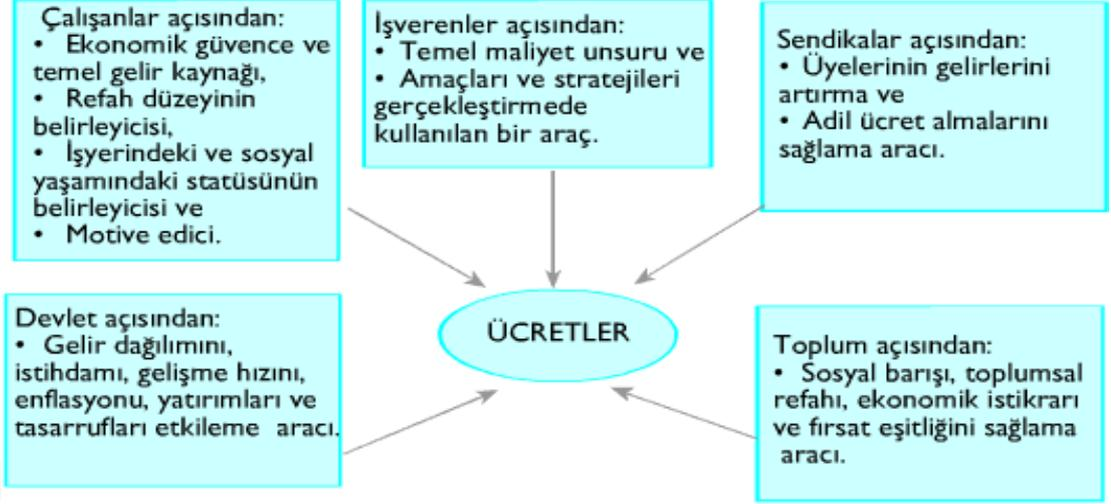 Çalışanlar açısından:
• Ekonomik güvence ve
temel gelir kaynağı,
• Refah düzeyinin
belirleyicisi,
• İşyerindeki ve sosyal
yaşamındaki statüsünün
belirleyicisi ve
• Motive edici.
İşverenler açısından:
• Temel maliyet unsuru ve
• Amaçları ve stratejileri
gerçekleştirmede
kullanılan bir araç.
Sendikalar açısından:
• Üyelerinin gelirlerini
artırma ve
• Adil ücret almalarını
sağlama aracı.
Devlet açısından:
• Gelir dağılımını,
istihdamı, gelişme hızını,
enflasyonu, yatırımları ve
tasarrufları etkileme aracı.
ÜCRETLER
Toplum açısından:
• Sosyal barışı, toplumsal
refahı, ekonomik istikrarı
ve fırsat eşitliğini sağlama
aracı.